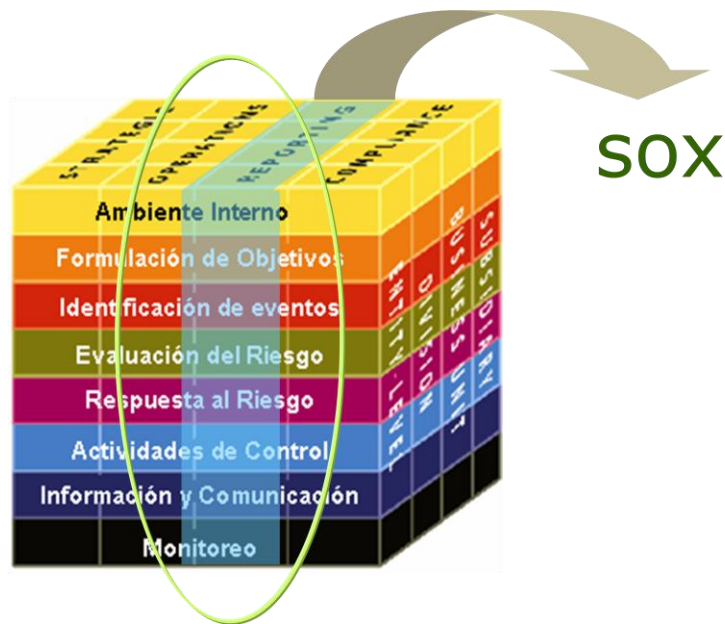 STRATEGIC
OPERATIONS
REPORTING
COMPLIANCE
sox
Ambiente Interno
Formulación de Objetivos
Identificación de eventos
Evaluación del Riesgo
Respuesta al Riesgo
Actividades de Control
Información y Comunicación
Monitoreo
ENTITY-LEVEL
DIVISION
BUSINESS UNIT
SUBSIDIARY